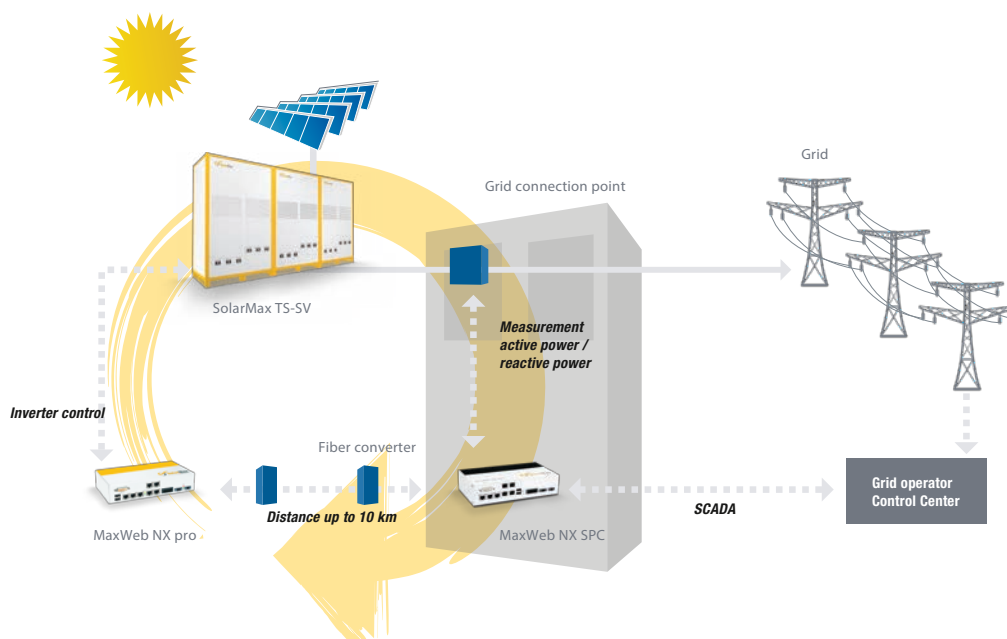 Grid
Grid connection point
SolarMax TS-SV
Measurement
active power /
reactive power
Inverter control
Fiber converter
Grid operator
Control Center
Distance up to 10 km
SCADA
MaxWeb NX pro
MaxWeb NX SPC